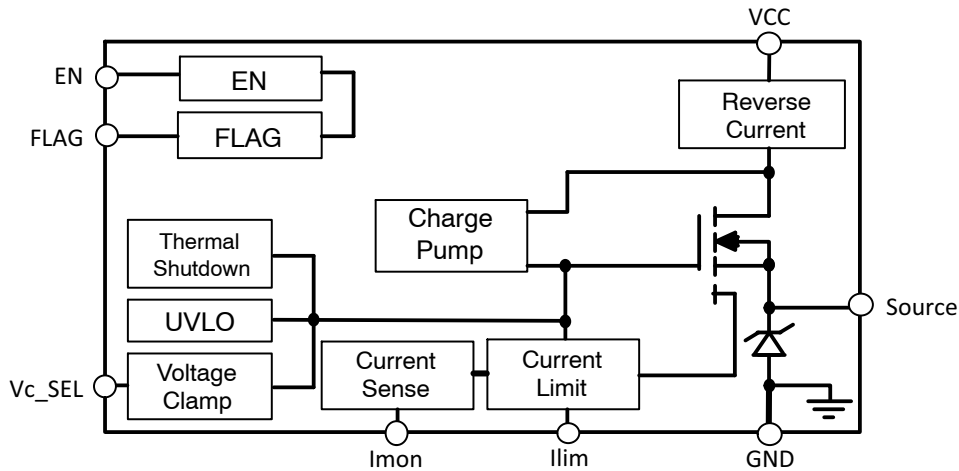 VCC
EN
EN
Reverse
Current
FLAG
FLAG
Charge
Pump
Thermal
Shutdown
UVLO
Source
Vc_SEL
Voltage
Clamp
Current
Sense
Current
Limit
Imon
Ilim
GND